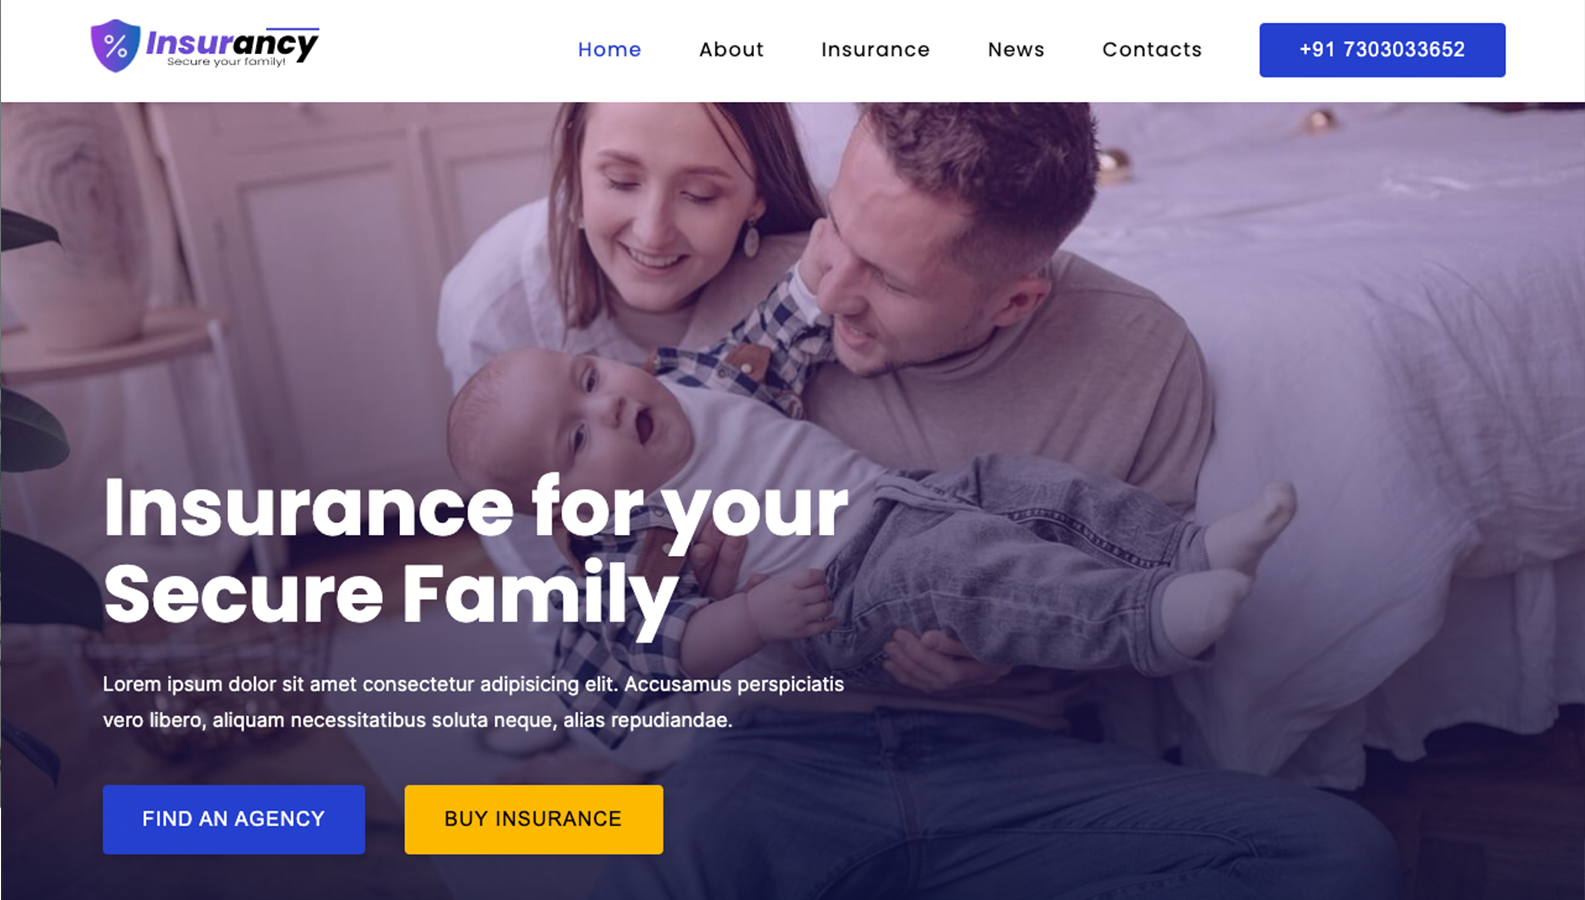 Insurancy
Secure your family!
Home About Insurance News Contacts +91 7303033652
Insurance for your
Secure Family
Lorem ipsum dolor sit amet consectetur adipisicing elit. Accusamus perspiciatis
vero libero, aliquam necessitatibus soluta neque, alias repudiandae.
FIND AN AGENCY BUY INSURANCE